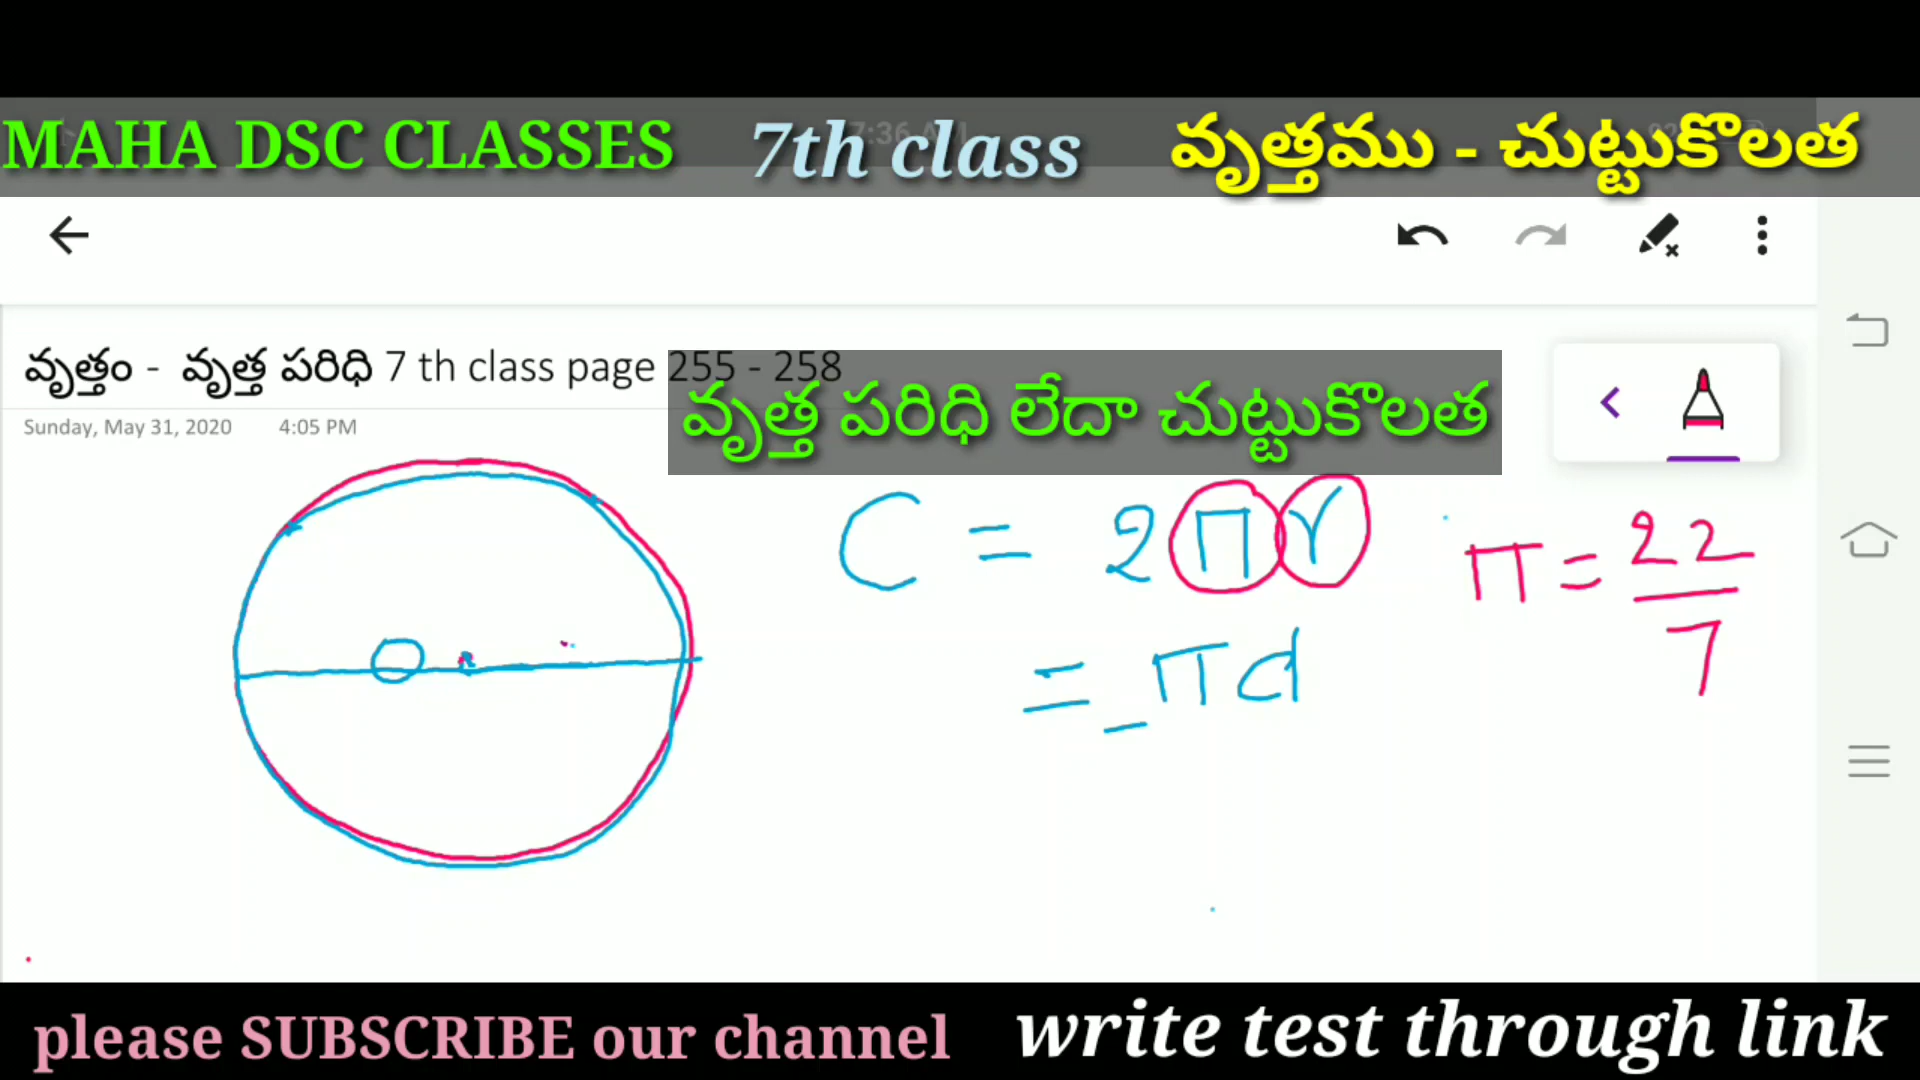 MAHA DSC CLASSES 7th class వృత్తము - చుట్టుకొలత
వృత్తం - వృత్త పరిధి 7 th class page 255 - 258
Sunday, May 31, 2020 4:05 PM
వృత్త పరిధి లేదా చుట్టుకొలత
C = 2πr
π = 22/7
= πd
please SUBSCRIBE our channel write test through link